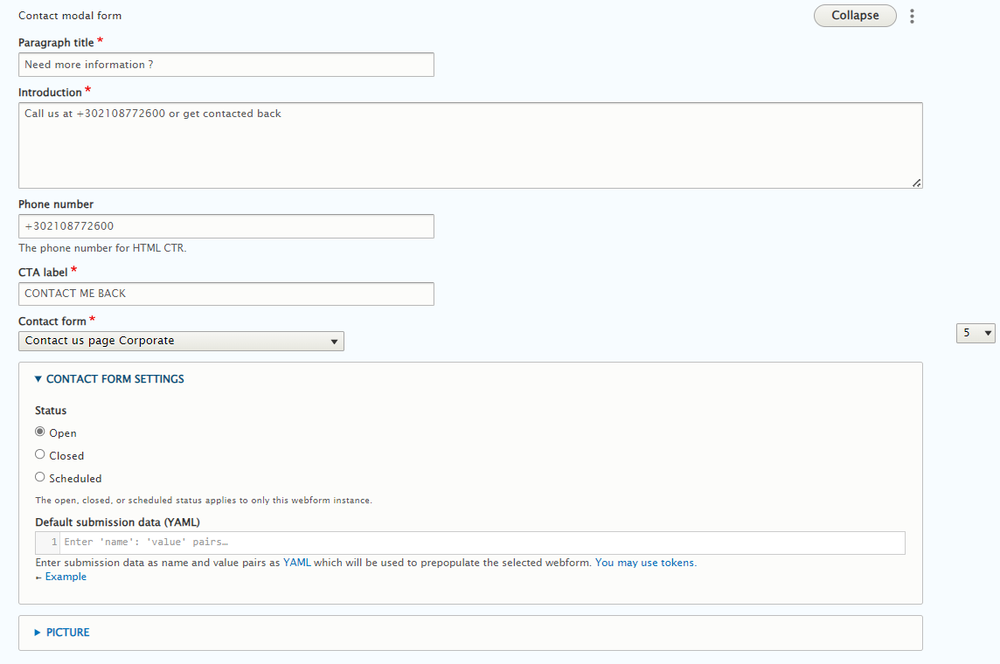 Contact modal form
Collapse
Paragraph title *
Need more information ?
Introduction *
Call us at +302108772600 or get contacted back
Phone number
+302108772600
The phone number for HTML CTR.
CTA label *
CONTACT ME BACK
Contact form *
Contact us page Corporate
5
CONTACT FORM SETTINGS
Status
Open
Closed
Scheduled
The open, closed, or scheduled status applies to only this webform instance.
Default submission data (YAML)
1 Enter 'name': 'value' pairs…
Enter submission data as name and value pairs as YAML which will be used to prepopulate the selected webform. You may use tokens.
► Example
PICTURE